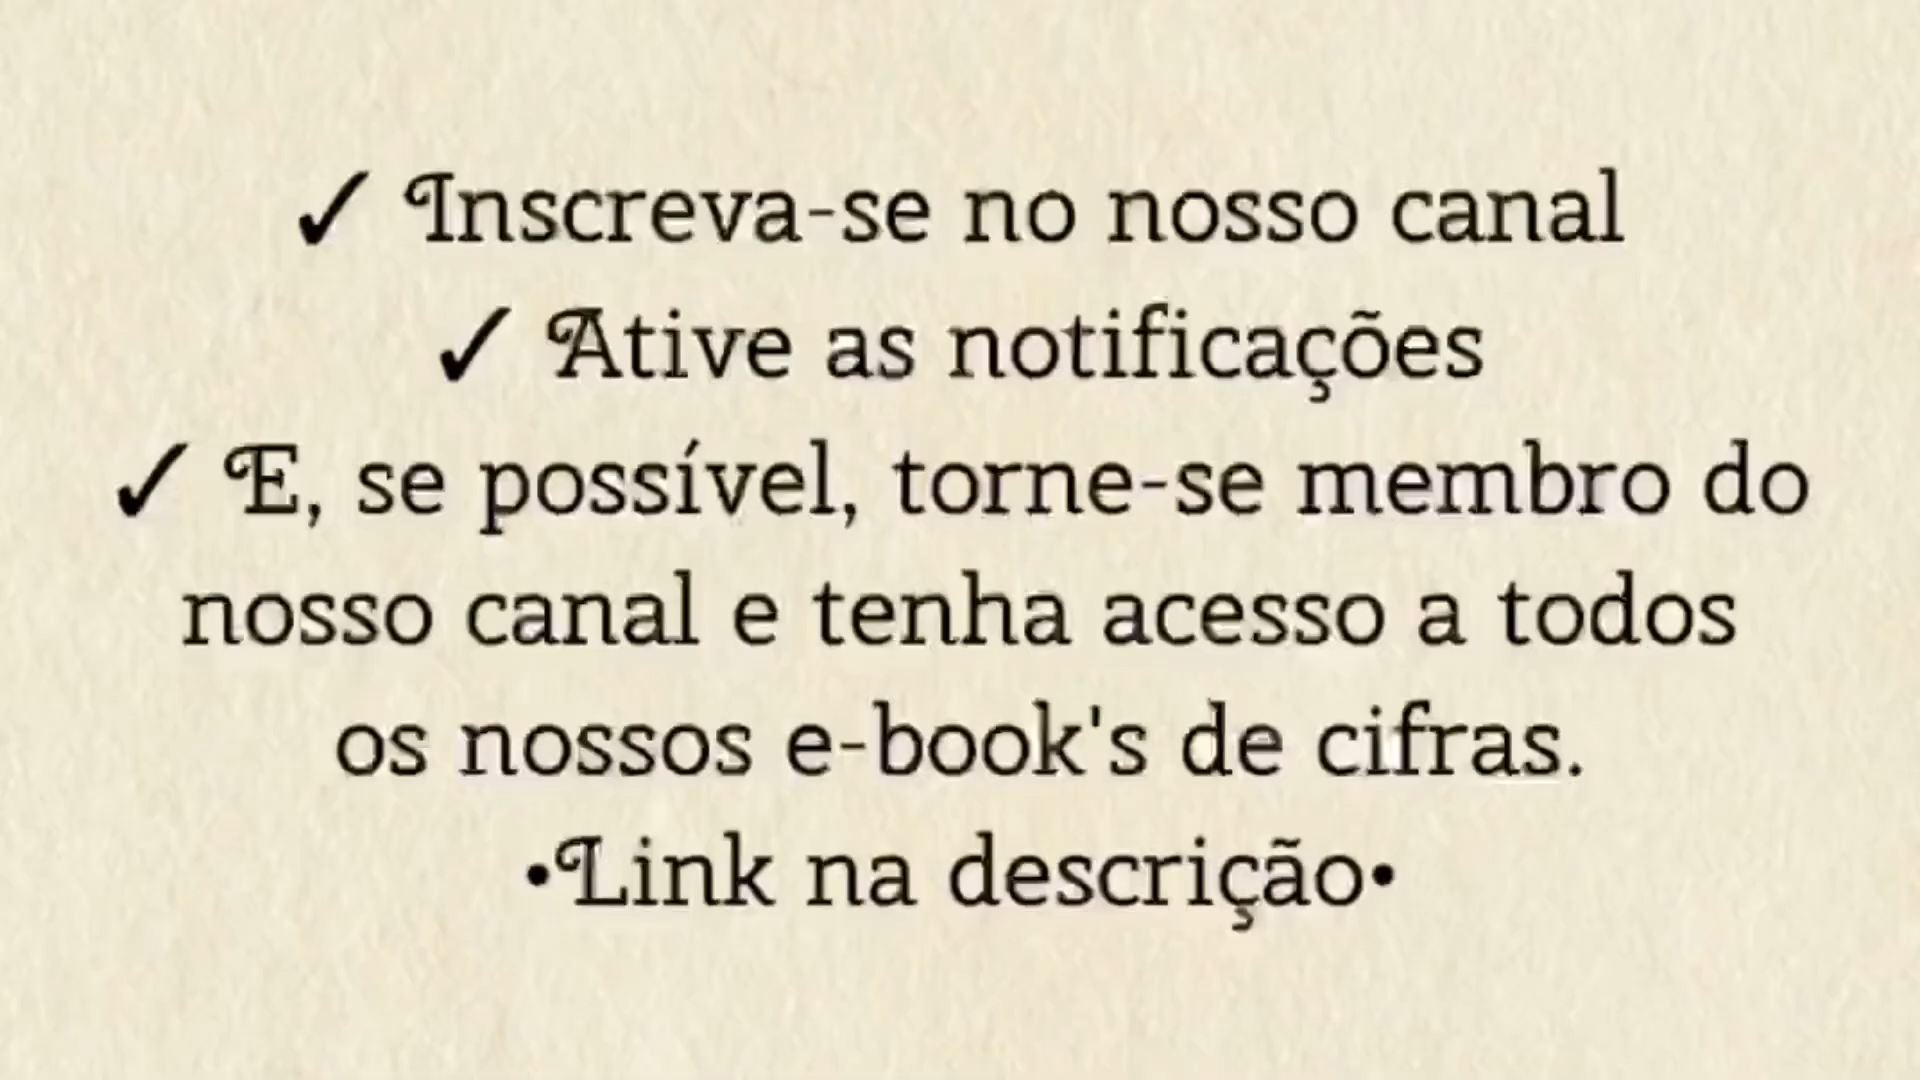 ✓ Inscreva-se no nosso canal
✓ Ative as notificações
✓ E, se possível, torne-se membro do
nosso canal e tenha acesso a todos
os nossos e-book's de cifras.
•Link na descrição•